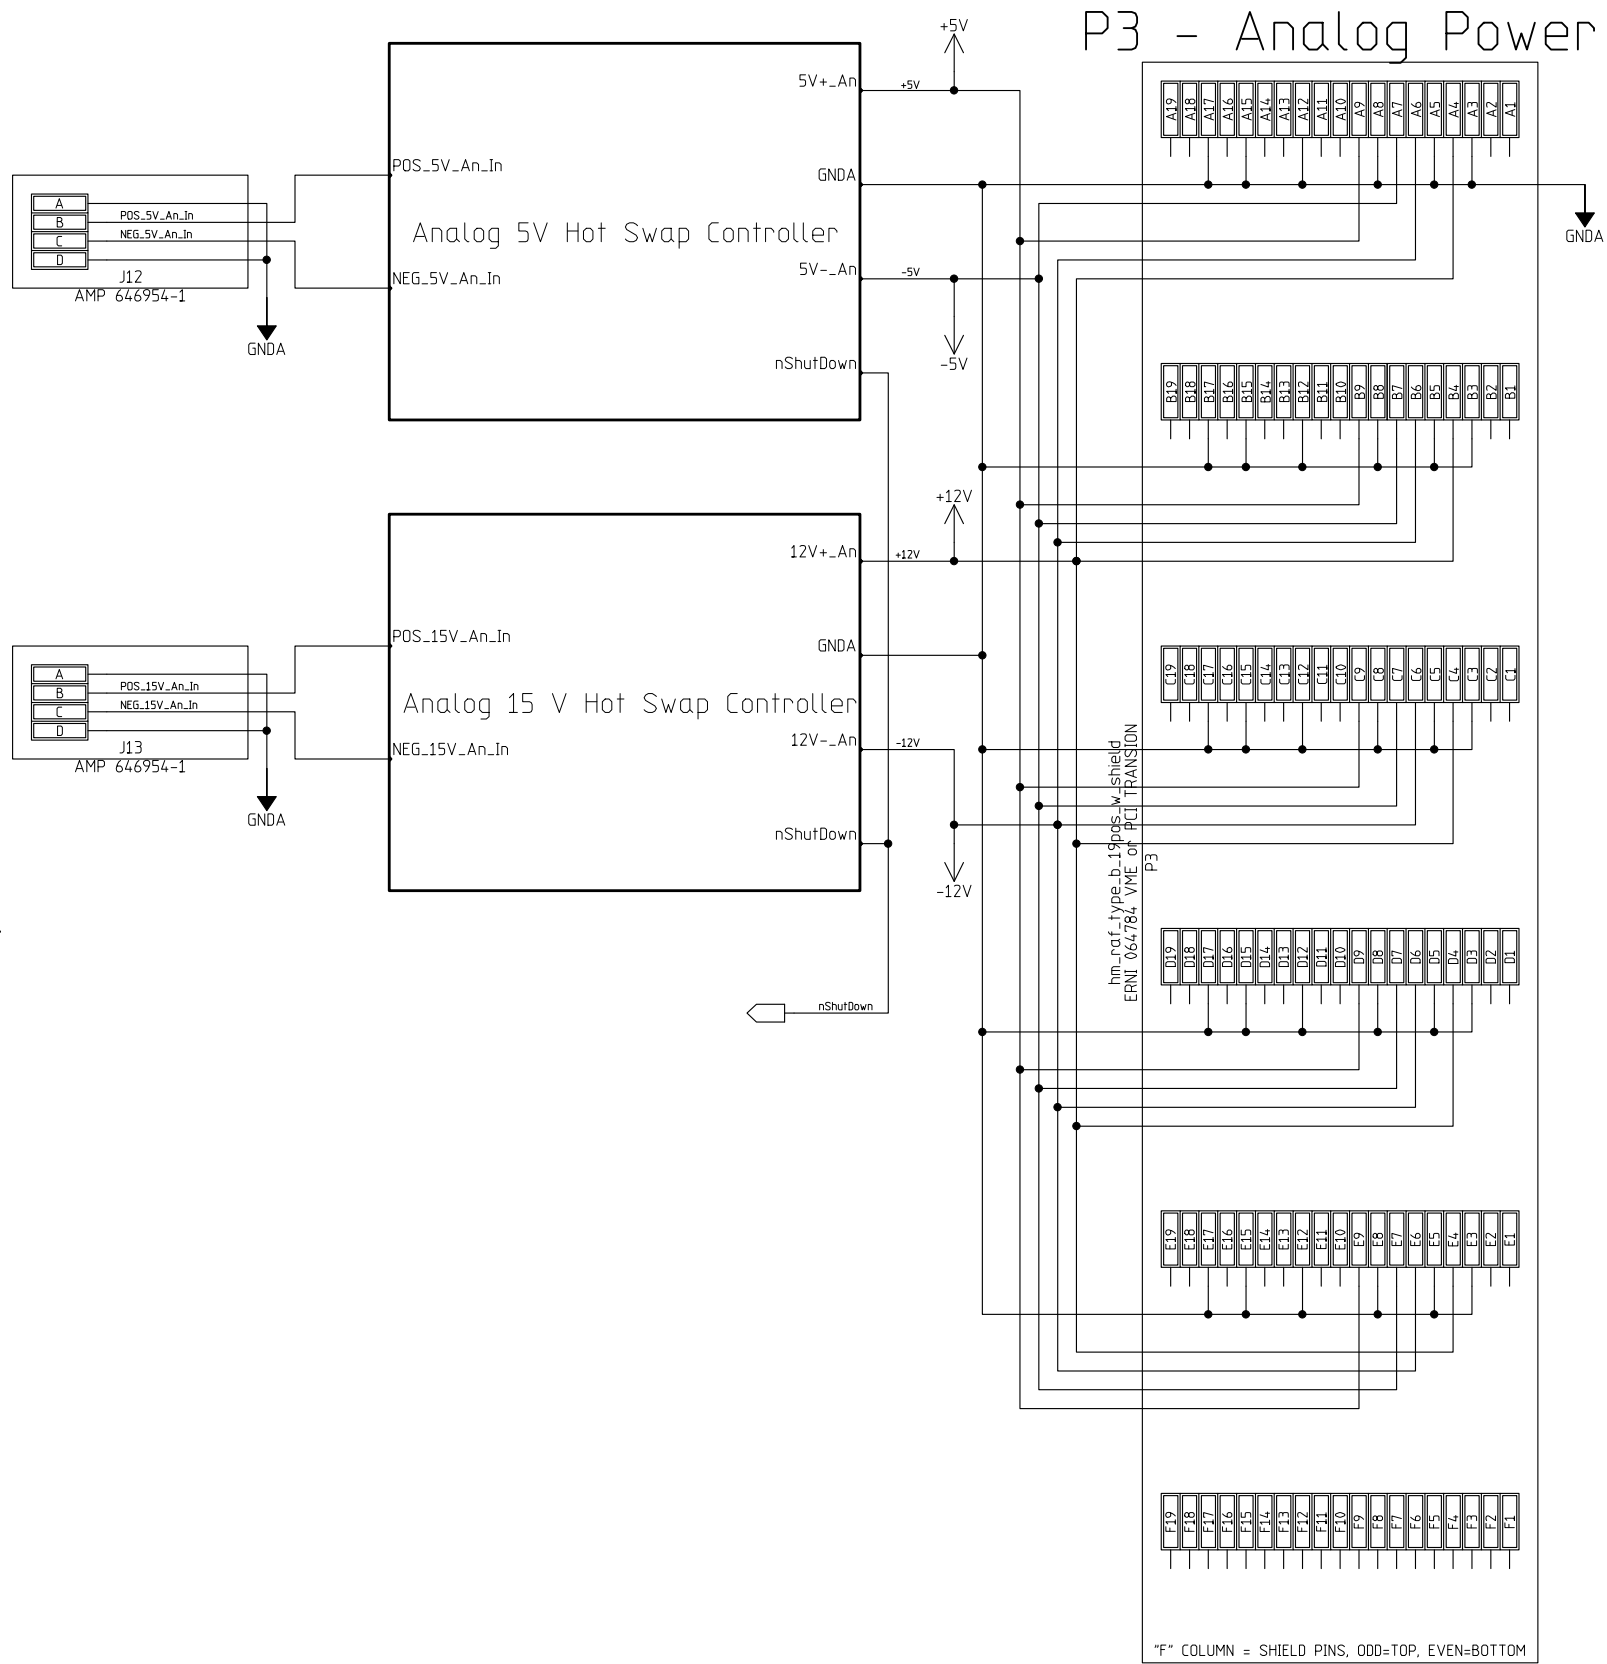 P3 - Analog Power
+5V
5V+_An
+5V
A19 A18 A17 A16 A15 A14 A13 A12 A11 A10 A9 A8 A7 A6 A5 A4 A3 A2 A1
POS_5V_An_In
GNDA
A
B
C
D
POS_5V_An_In
NEG_5V_An_In
J12
AMP 646954-1
GNDA
Analog 5V Hot Swap Controller
GNDA
5V-_An
-5V
NEG_5V_An_In
-5V
nShutDown
B19 B18 B17 B16 B15 B14 B13 B12 B11 B10 B9 B8 B7 B6 B5 B4 B3 B2 B1
+12V
12V+_An
+12V
POS_15V_An_In
GNDA
A
B
C
D
POS_15V_An_In
NEG_15V_An_In
J13
AMP 646954-1
GNDA
Analog 15 V Hot Swap Controller
C19 C18 C17 C16 C15 C14 C13 C12 C11 C10 C9 C8 C7 C6 C5 C4 C3 C2 C1
12V-_An
-12V
NEG_15V_An_In
nShutDown
-12V
hm_raf_type_b_19pos_w_shield
ERNI 064784 VME or PCI TRANSION
P3
D19 D18 D17 D16 D15 D14 D13 D12 D11 D10 D9 D8 D7 D6 D5 D4 D3 D2 D1
nShutDown
E19 E18 E17 E16 E15 E14 E13 E12 E11 E10 E9 E8 E7 E6 E5 E4 E3 E2 E1
F19 F18 F17 F16 F15 F14 F13 F12 F11 F10 F9 F8 F7 F6 F5 F4 F3 F2 F1
"F" COLUMN = SHIELD PINS, ODD=TOP, EVEN=BOTTOM